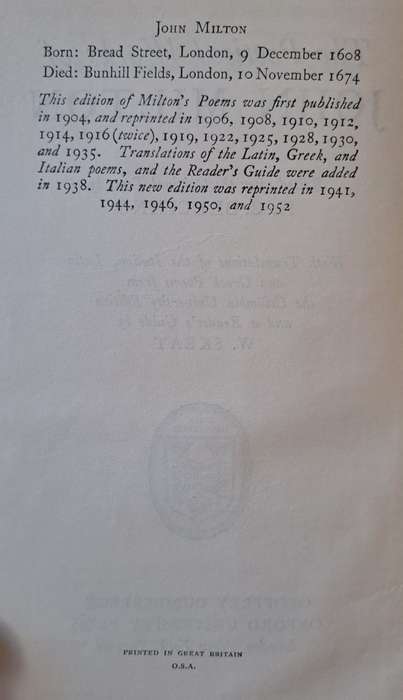 JOHN MILTON
Born: Bread Street, London, 9 December 1608
Died: Bunhill Fields, London, 10 November 1674
This edition of Milton's Poems was first published
in 1904, and reprinted in 1906, 1908, 1910, 1912,
1914, 1916 (twice), 1919, 1922, 1925, 1928, 1930,
and 1935. Translations of the Latin, Greek, and
Italian poems, and the Reader's Guide were added
in 1938. This new edition was reprinted in 1941,
1944, 1946, 1950, and 1952
W. SKEAT
PRINTED IN GREAT BRITAIN
O.S.A.